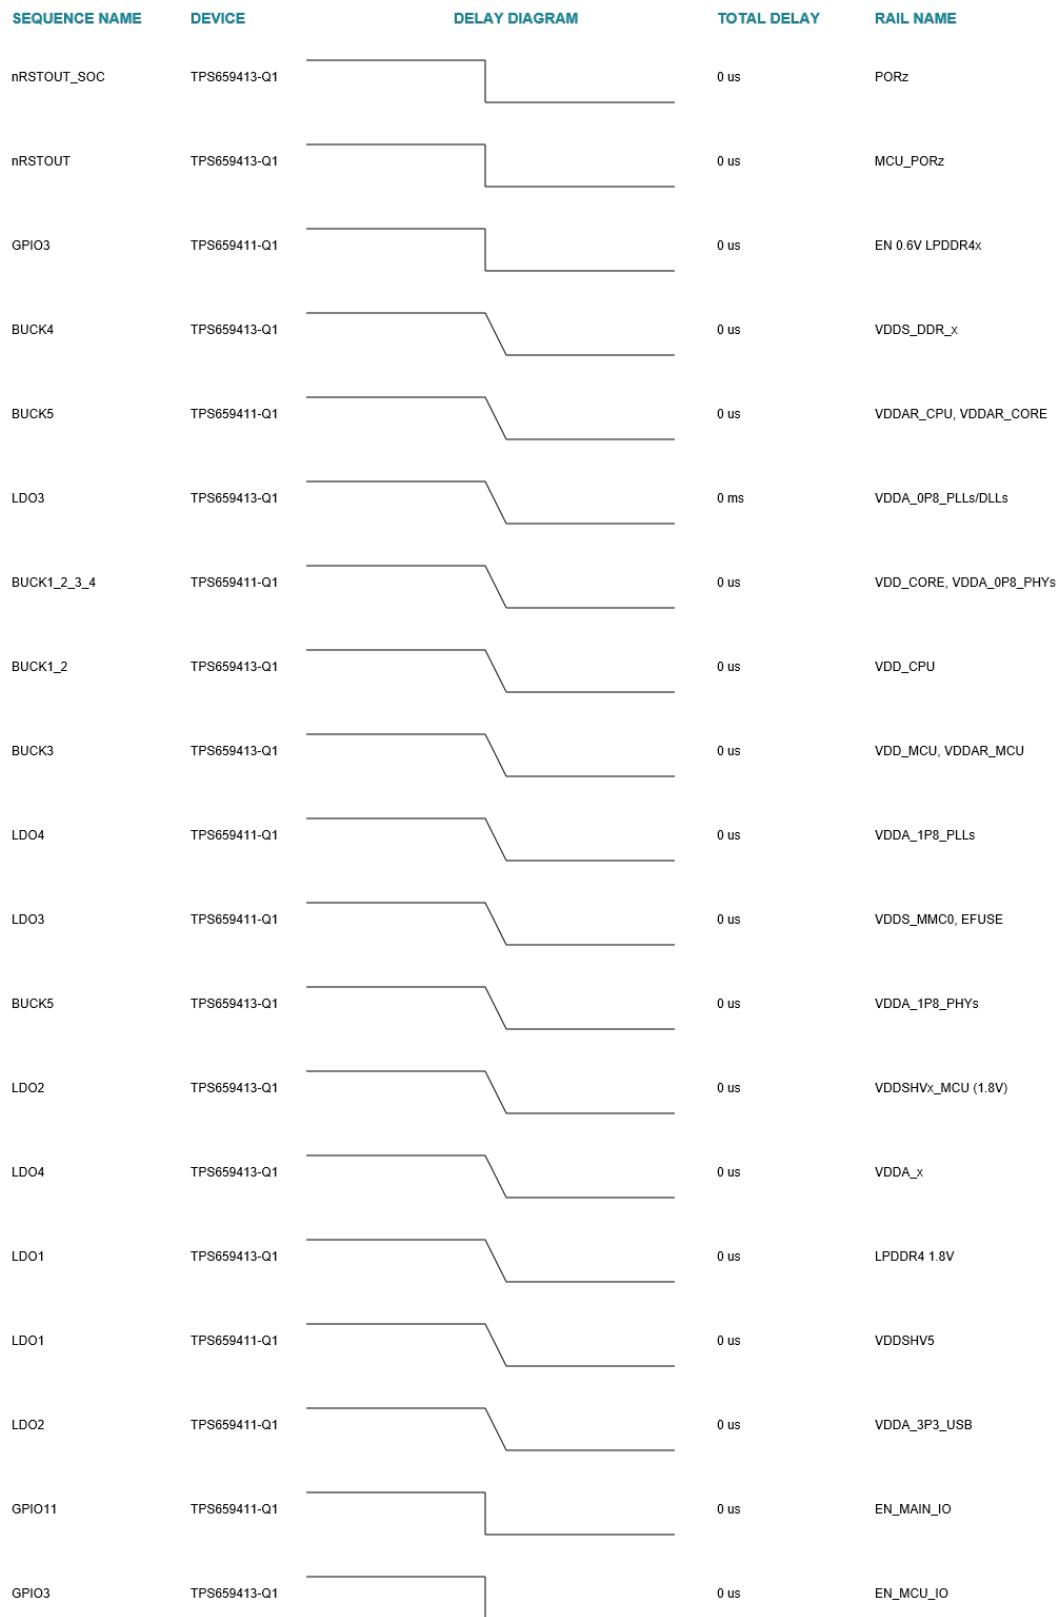 SEQUENCE NAME DEVICE DELAY DIAGRAM TOTAL DELAY RAIL NAME
nRSTOUT_SOC TPS659413-Q1 0 us PORz
nRSTOUT TPS659413-Q1 0 us MCU_PORz
GPIO3 TPS659411-Q1 0 us EN 0.6V LPDDR4x
BUCK4 TPS659413-Q1 0 us VDDS_DDR_x
BUCK5 TPS659411-Q1 0 us VDDAR_CPU, VDDAR_CORE
LDO3 TPS659413-Q1 0 ms VDDA_0P8_PLLs/DLLs
BUCK1_2_3_4 TPS659411-Q1 0 us VDD_CORE, VDDA_0P8_PHYs
BUCK1_2 TPS659413-Q1 0 us VDD_CPU
BUCK3 TPS659413-Q1 0 us VDD_MCU, VDDAR_MCU
LDO4 TPS659411-Q1 0 us VDDA_1P8_PLLs
LDO3 TPS659411-Q1 0 us VDDS_MMC0, EFUSE
BUCK5 TPS659413-Q1 0 us VDDA_1P8_PHYs
LDO2 TPS659413-Q1 0 us VDDSHVx_MCU (1.8V)
LDO4 TPS659413-Q1 0 us VDDA_x
LDO1 TPS659413-Q1 0 us LPDDR4 1.8V
LDO1 TPS659411-Q1 0 us VDDSHV5
LDO2 TPS659411-Q1 0 us VDDA_3P3_USB
GPIO11 TPS659411-Q1 0 us EN_MAIN_IO
GPIO3 TPS659413-Q1 0 us EN_MCU_IO